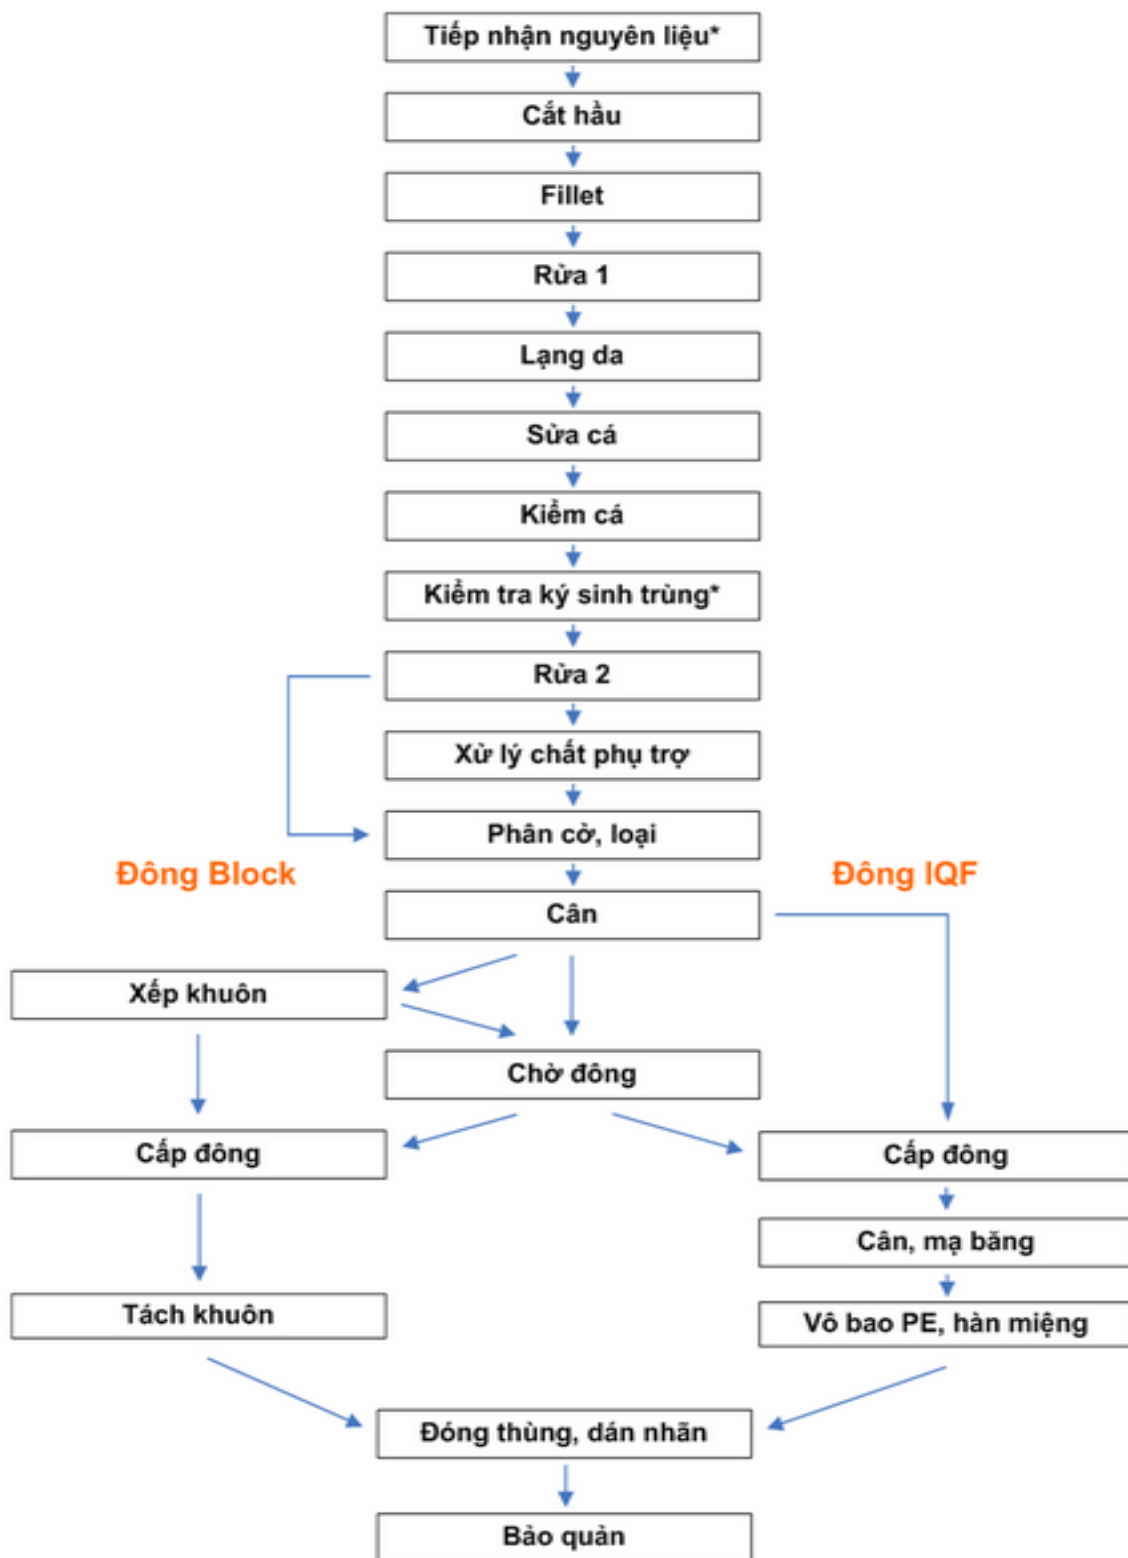 Tiếp nhận nguyên liệu*
Cắt hầu
Fillet
Rửa 1
Lạng da
Sửa cá
Kiểm cá
Kiểm tra ký sinh trùng*
Rửa 2
Xử lý chất phụ trợ
Phân cờ, loại
Đông Block
Đông IQF
Cân
Xếp khuôn
Chờ đông
Cấp đông
Cấp đông
Cân, mạ băng
Tách khuôn
Vô bao PE, hàn miệng
Đóng thùng, dán nhãn
Bảo quản